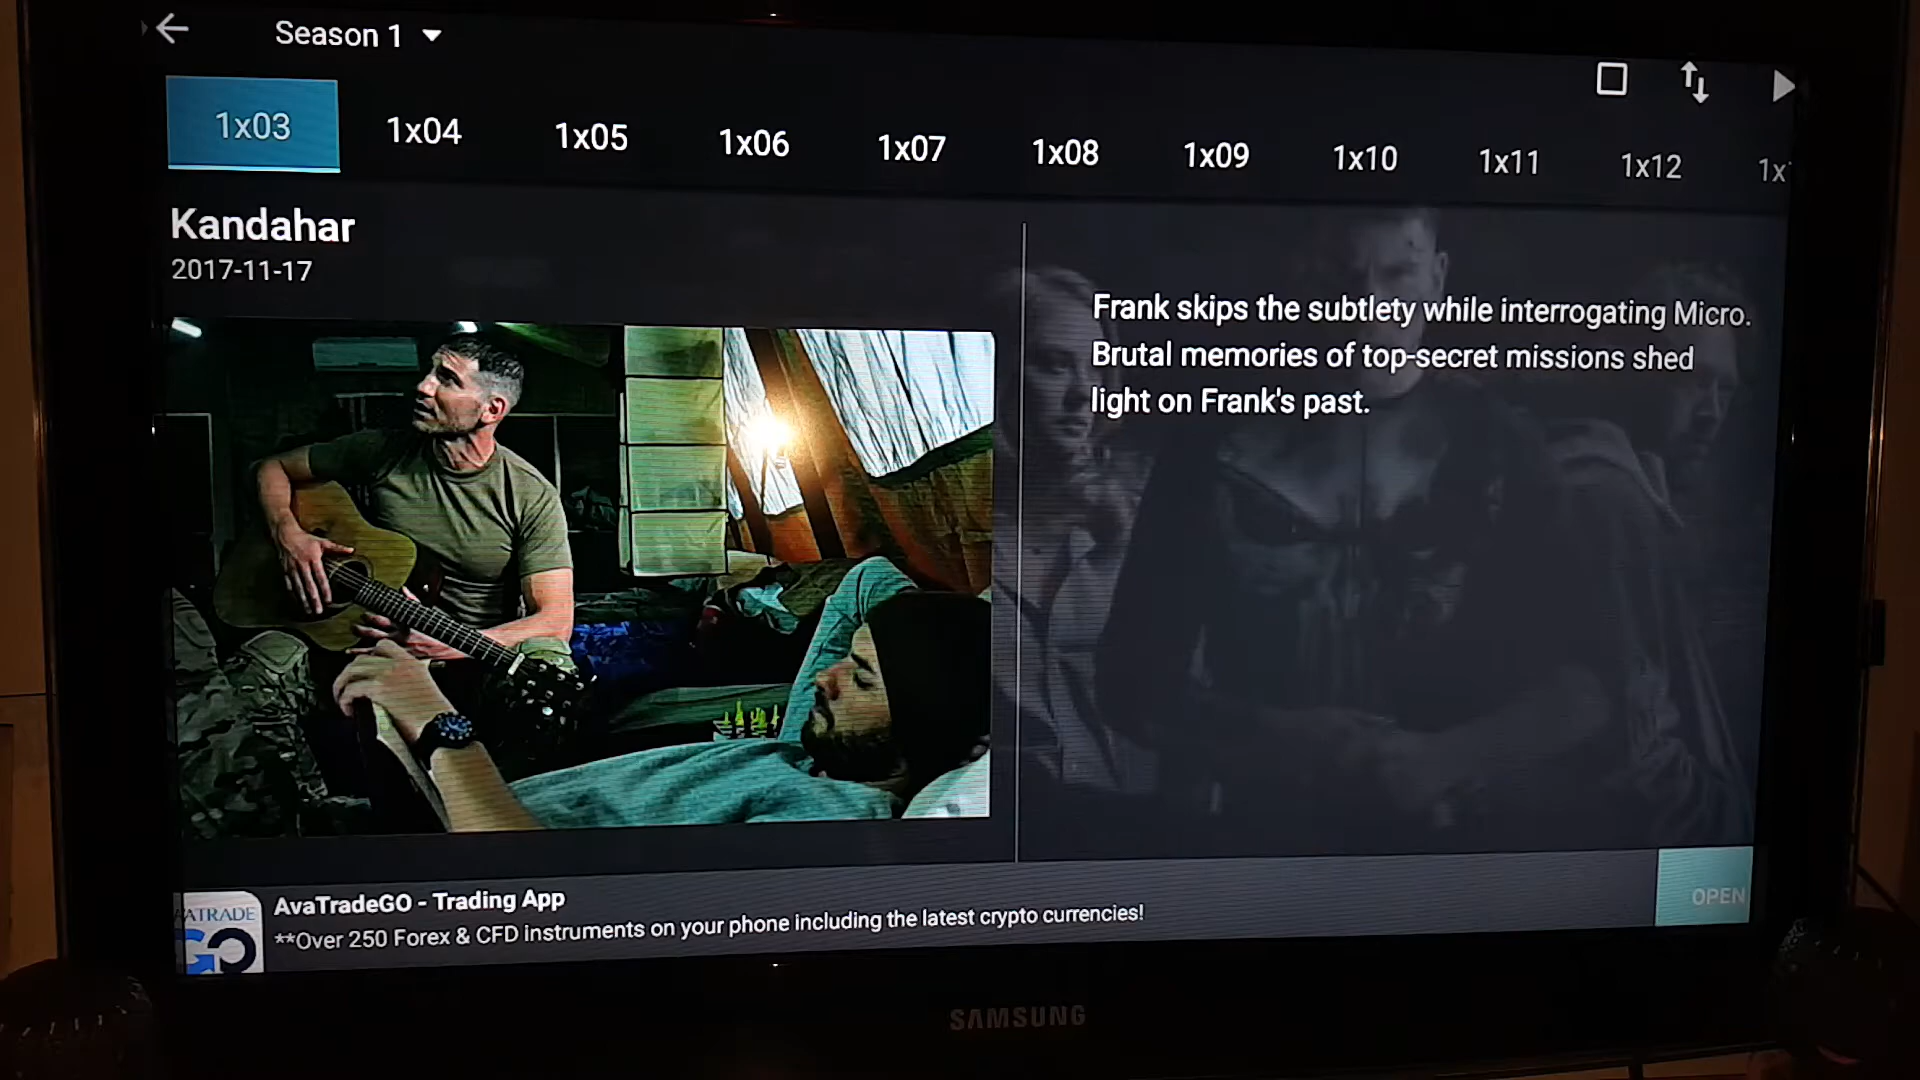 Season 1
1x03 1x04 1x05 1x06 1x07 1x08 1x09 1x10 1x11 1x12
Kandahar
2017-11-17
Frank skips the subtlety while interrogating Micro.
Brutal memories of top-secret missions shed
light on Frank's past.
AvaTradeGO - Trading App
**Over 250 Forex & CFD instruments on your phone including the latest crypto currencies!
OPEN
ATRADE
GO
SAMSUNG